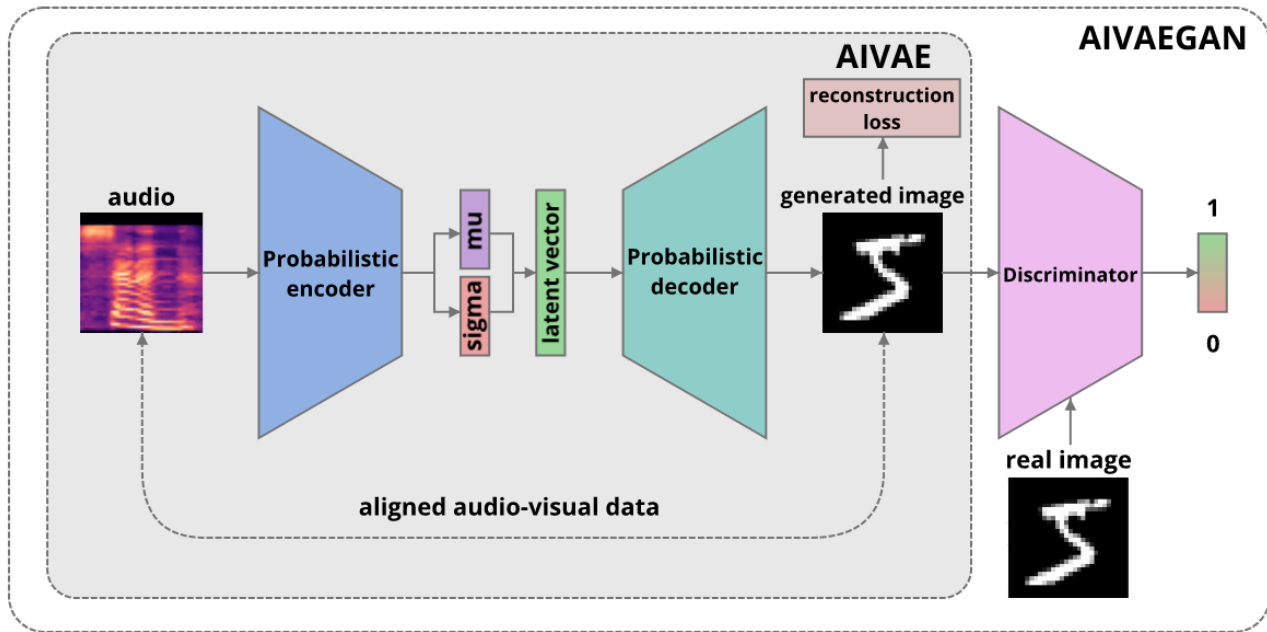 AIVAEGAN
AIVAE
reconstruction
loss
audio
generated image
Probabilistic
encoder
mu
sigma
latent vector
Probabilistic
decoder
Discriminator
1
0
aligned audio-visual data
real image